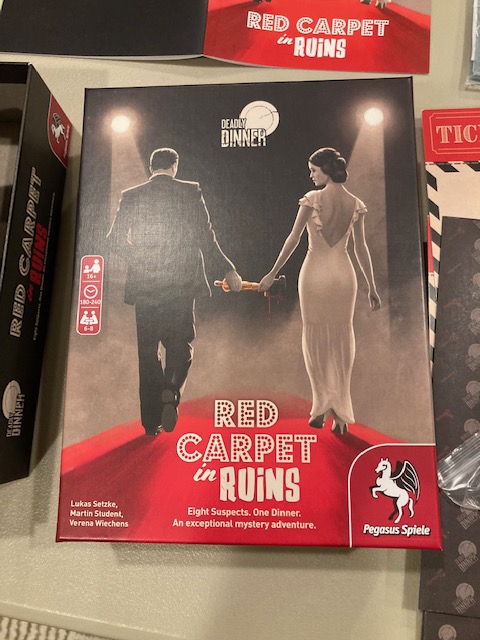 RED CARPET
in RUINS
DEADLY
DINNER
TIC
16+
180-240
6-8
RED CARPET
in RUINS
DEADLY
DINNER
RED
CARPET
in RUINS
Eight Suspects. One Dinner.
An exceptional mystery adventure.
Lukas Setzke,
Martin Student,
Verena Wiechens
Pegasus Spiele